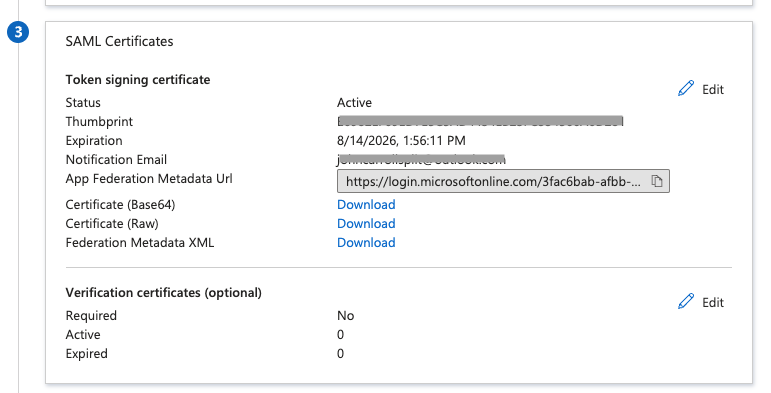 3
SAML Certificates
Token signing certificate
Edit
Status Active
Thumbprint
Expiration 8/14/2026, 1:56:11 PM
Notification Email
App Federation Metadata Url https://login.microsoftonline.com/3fac6bab-afbb-...
Certificate (Base64) Download
Certificate (Raw) Download
Federation Metadata XML Download
Verification certificates (optional)
Edit
Required No
Active 0
Expired 0